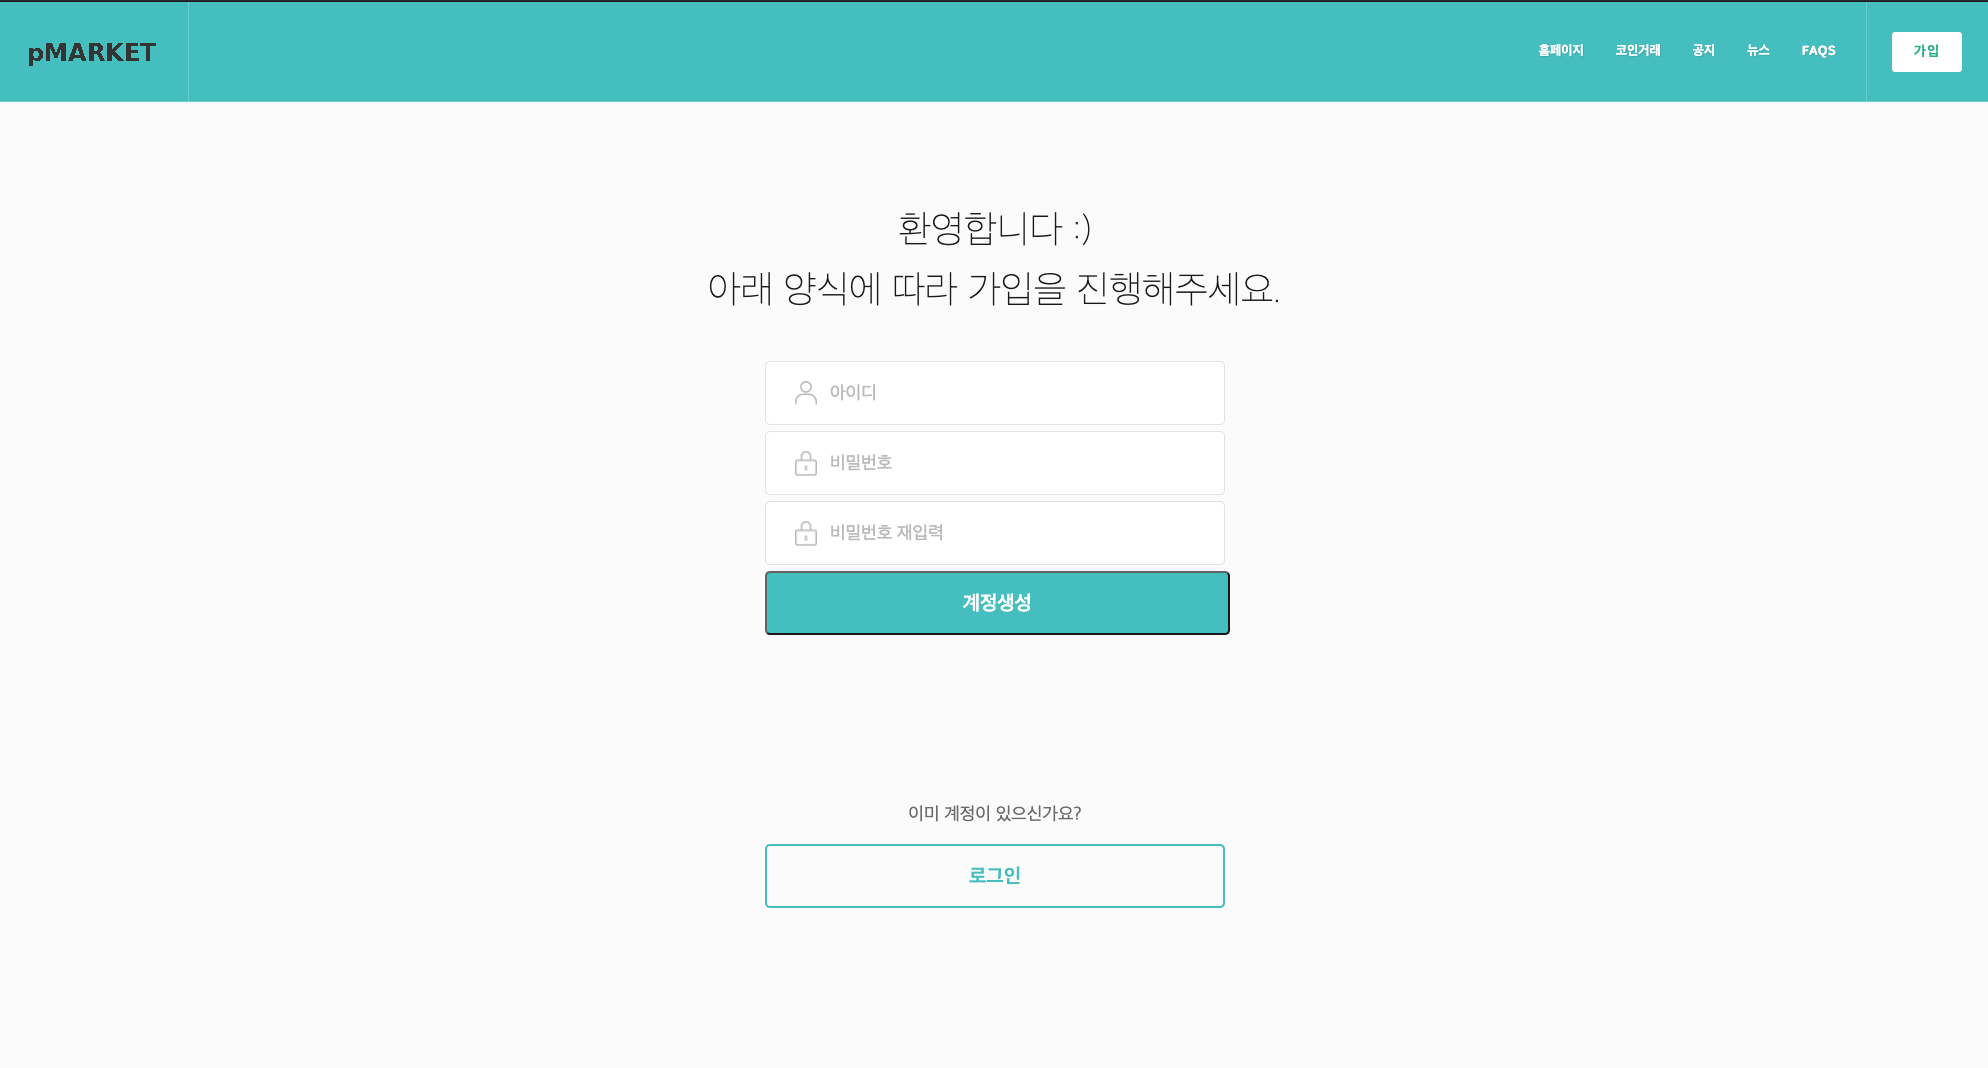 pMARKET
홈페이지 코인거래 공지 뉴스 FAQS 가입
환영합니다 :)
아래 양식에 따라 가입을 진행해주세요.
아이디
비밀번호
비밀번호 재입력
계정생성
이미 계정이 있으신가요?
로그인